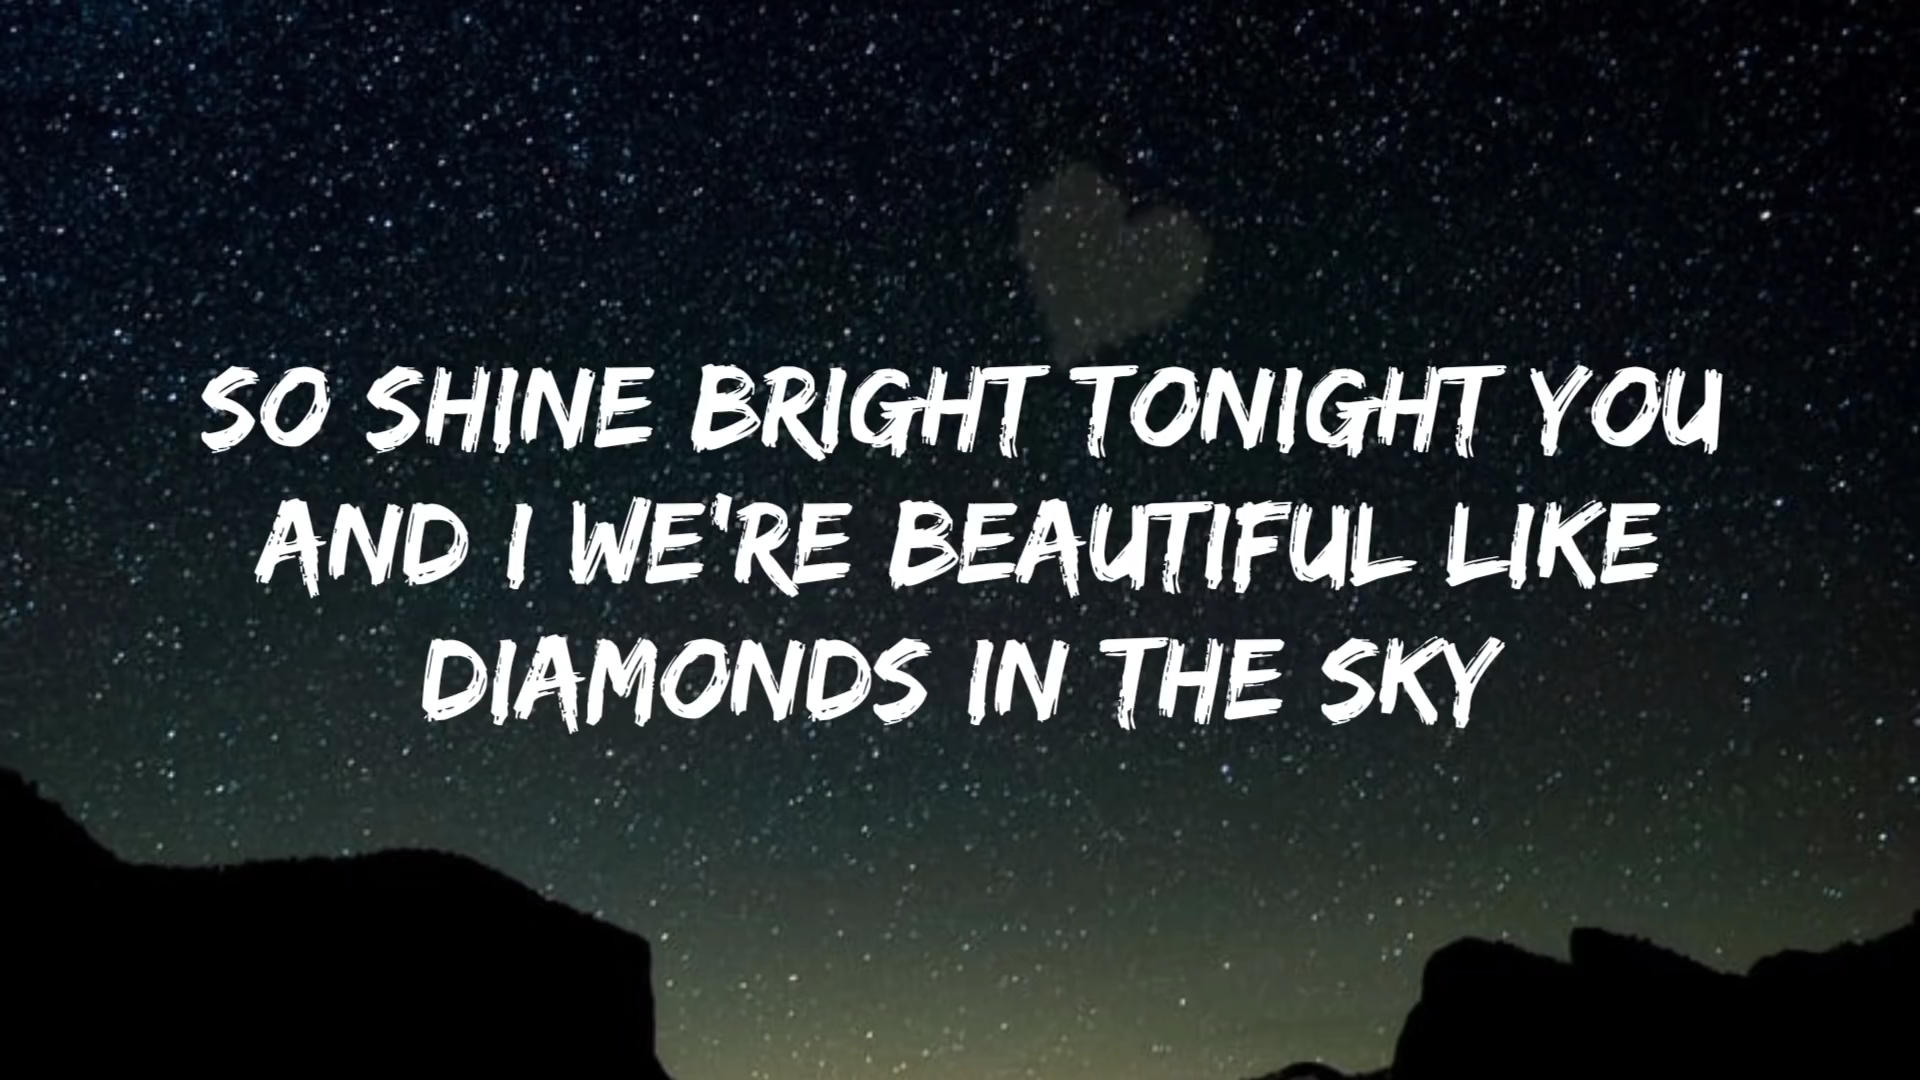 SO SHINE BRIGHT TONIGHT YOU
AND I WE'RE BEAUTIFUL LIKE
DIAMONDS IN THE SKY